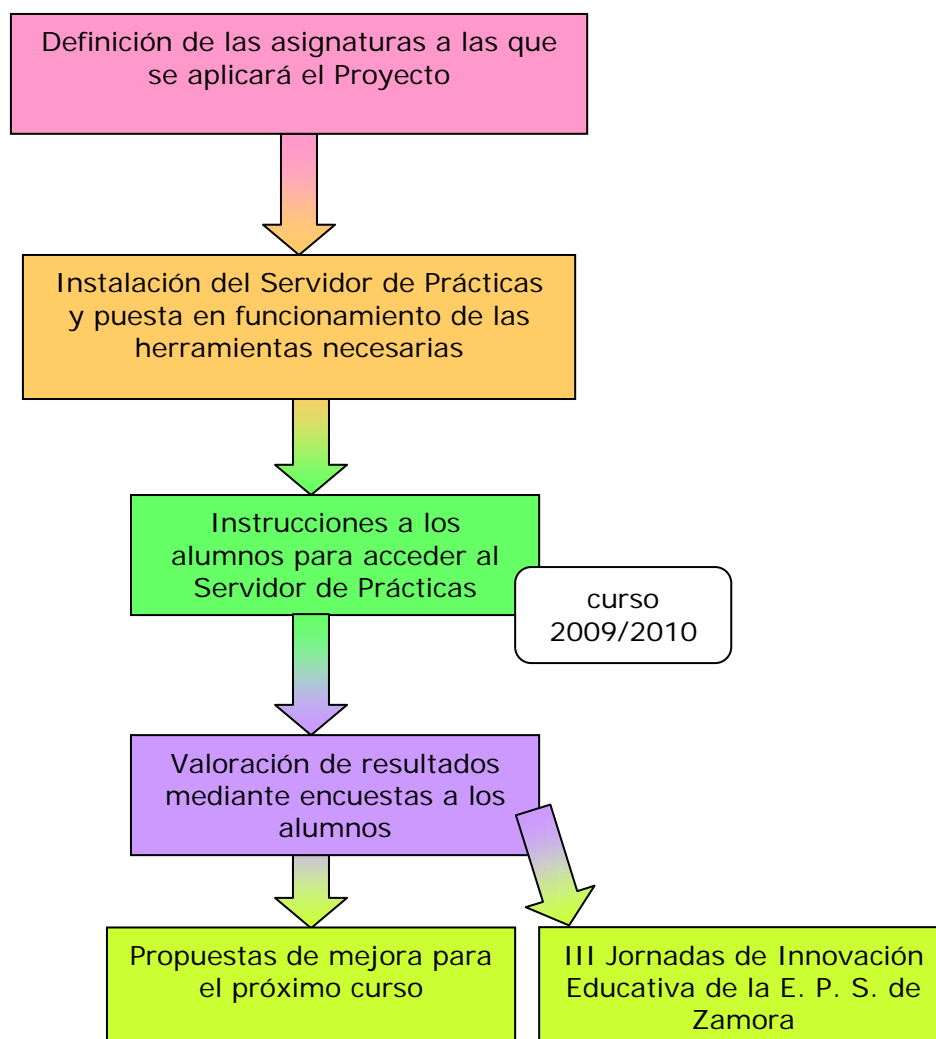 Definición de las asignaturas a las que
se aplicará el Proyecto
Instalación del Servidor de Prácticas
y puesta en funcionamiento de las
herramientas necesarias
Instrucciones a los
alumnos para acceder al
Servidor de Prácticas
curso
2009/2010
Valoración de resultados
mediante encuestas a los
alumnos
Propuestas de mejora para
el próximo curso
III Jornadas de Innovación
Educativa de la E. P. S. de
Zamora